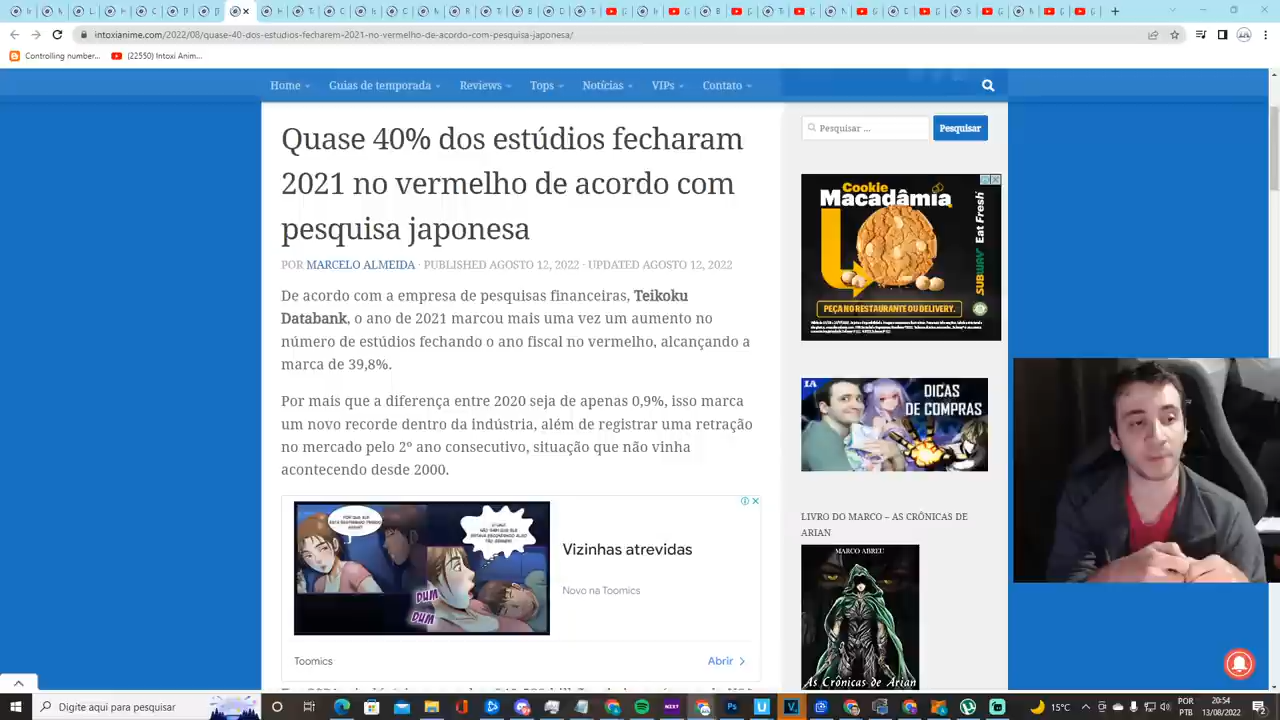 intoxianime.com/2022/08/quase-40-dos-estudios-fecharem-2021-no-vermelho-de-acordo-com-pesquisa-japonesa/
Controlling number...
(22550) Intoxi Anim...
Home
Guias de temporada
Reviews
Tops
Notícias
VIPs
Contato
Quase 40% dos estúdios fecharam
2021 no vermelho de acordo com
pesquisa japonesa
POR MARCELO ALMEIDA · PUBLISHED AGOSTO 12, 2022 · UPDATED AGOSTO 12, 2022
De acordo com a empresa de pesquisas financeiras, Teikoku
Databank, o ano de 2021 marcou mais uma vez um aumento no
número de estúdios fechando o ano fiscal no vermelho, alcançando a
marca de 39,8%.
Por mais que a diferença entre 2020 seja de apenas 0,9%, isso marca
um novo recorde dentro da indústria, além de registrar uma retração
no mercado pelo 2º ano consecutivo, situação que não vinha
acontecendo desde 2000.
DUM
DUM
Vizinhas atrevidas
Novo na Toomics
Toomics
Abrir
Pesquisar ...
Pesquisar
Cookie
Macadâmia
Eat Fresh
SUBWAY
PEÇA NO RESTAURANTE OU DELIVERY.
IA
DICAS
DE COMPRAS
LIVRO DO MARCO – AS CRÔNICAS DE
ARIAN
MARCO ABREU
As Crônicas de Arian
Digite aqui para pesquisar
NEXT
Ps
15°C
POR
PTB
20:54
13/08/2022